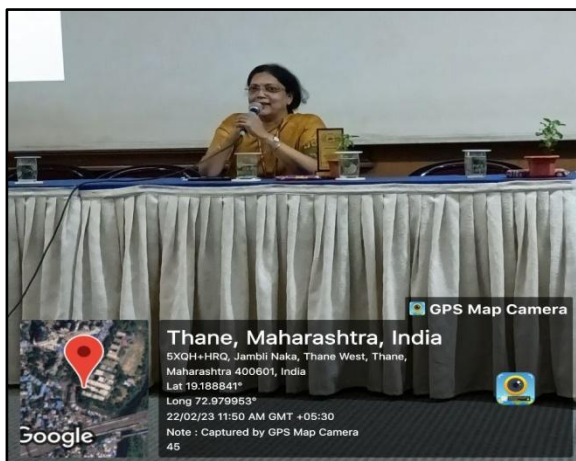 GPS Map Camera
Thane, Maharashtra, India
5XQH+HRQ, Jambli Naka, Thane West, Thane,
Maharashtra 400601, India
Lat 19.188841°
Long 72.979953°
22/02/23 11:50 AM GMT +05:30
Note : Captured by GPS Map Camera
45
Google